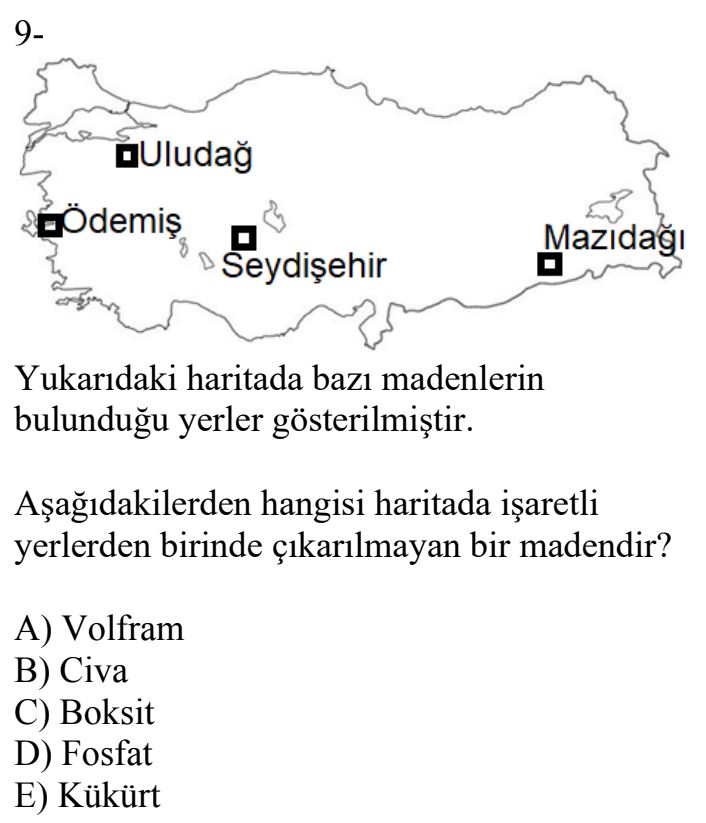 9-
Uludağ
Ödemiş
Mazıdağı
Seydişehir
Yukarıdaki haritada bazı madenlerin
bulunduğu yerler gösterilmiştir.
Aşağıdakilerden hangisi haritada işaretli
yerlerden birinde çıkarılmayan bir madendir?
A) Volfram
B) Civa
C) Boksit
D) Fosfat
E) Kükürt